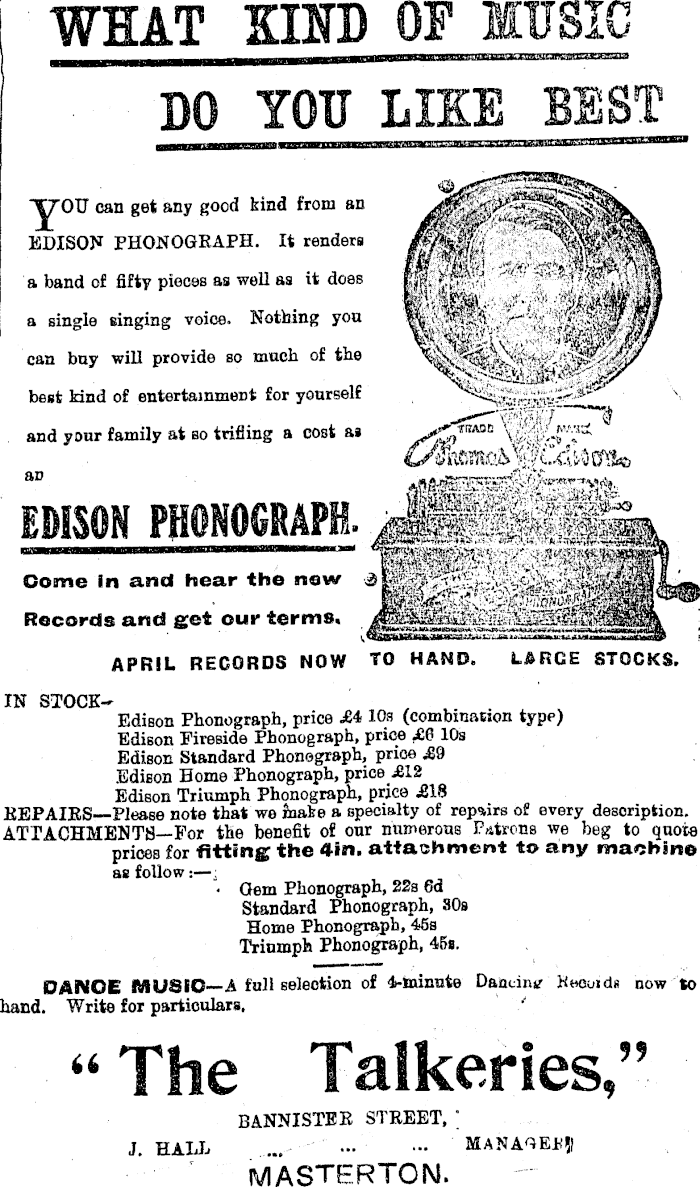 WHAT KIND OF MUSIC
DO YOU LIKE BEST
YOU can get any good kind from an
EDISON PHONOGRAPH. It renders
a band of fifty pieces as well as it does
a single singing voice. Nothing you
can buy will provide so much of the
best kind of entertainment for yourself
and your family at so trifling a cost as
an
EDISON PHONOGRAPH.
Come in and hear the new
Records and get our terms.
TRADE MARK
Thomas Edison
THE EDISON
PHONOGRAPH
APRIL RECORDS NOW TO HAND. LARGE STOCKS.
IN STOCK—
Edison Phonograph, price £4 10s (combination type)
Edison Fireside Phonograph, price £6 10s
Edison Standard Phonograph, price £9
Edison Home Phonograph, price £12
Edison Triumph Phonograph, price £18
REPAIRS—Please note that we make a specialty of repairs of every description.
ATTACHMENTS—For the benefit of our numerous Patrons we beg to quote
prices for fitting the 4in. attachment to any machine
as follow:—
Gem Phonograph, 22s 6d
Standard Phonograph, 30s
Home Phonograph, 45s
Triumph Phonograph, 45s.
DANCE MUSIC—A full selection of 4-minute Dancing Records now to
hand. Write for particulars.
"The Talkeries,"
BANNISTER STREET,
J. HALL ... ... ... MANAGER
MASTERTON.